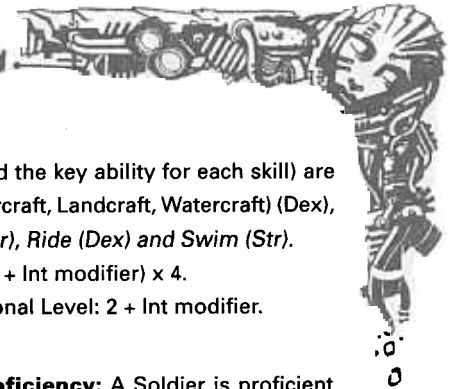 d the key ability for each skill) are
rcraft, Landcraft, Watercraft) (Dex),
r), Ride (Dex) and Swim (Str).
+ Int modifier) x 4.
onal Level: 2 + Int modifier.
oficiency: A Soldier is proficient